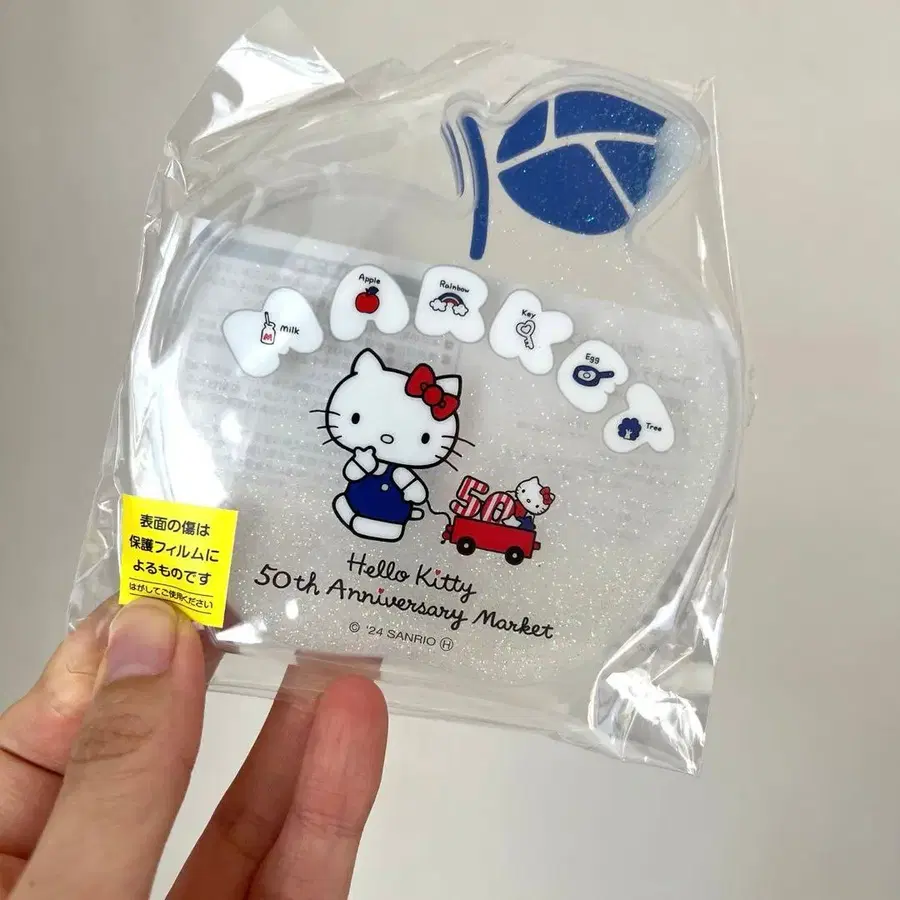 MARKET
Milk
Apple
Rainbow
Key
Egg
Tree
50
Hello Kitty
50th Anniversary Market
© '24 SANRIO Ⓗ
表面の傷は
保護フィルムに
よるものです
はがしてご使用ください